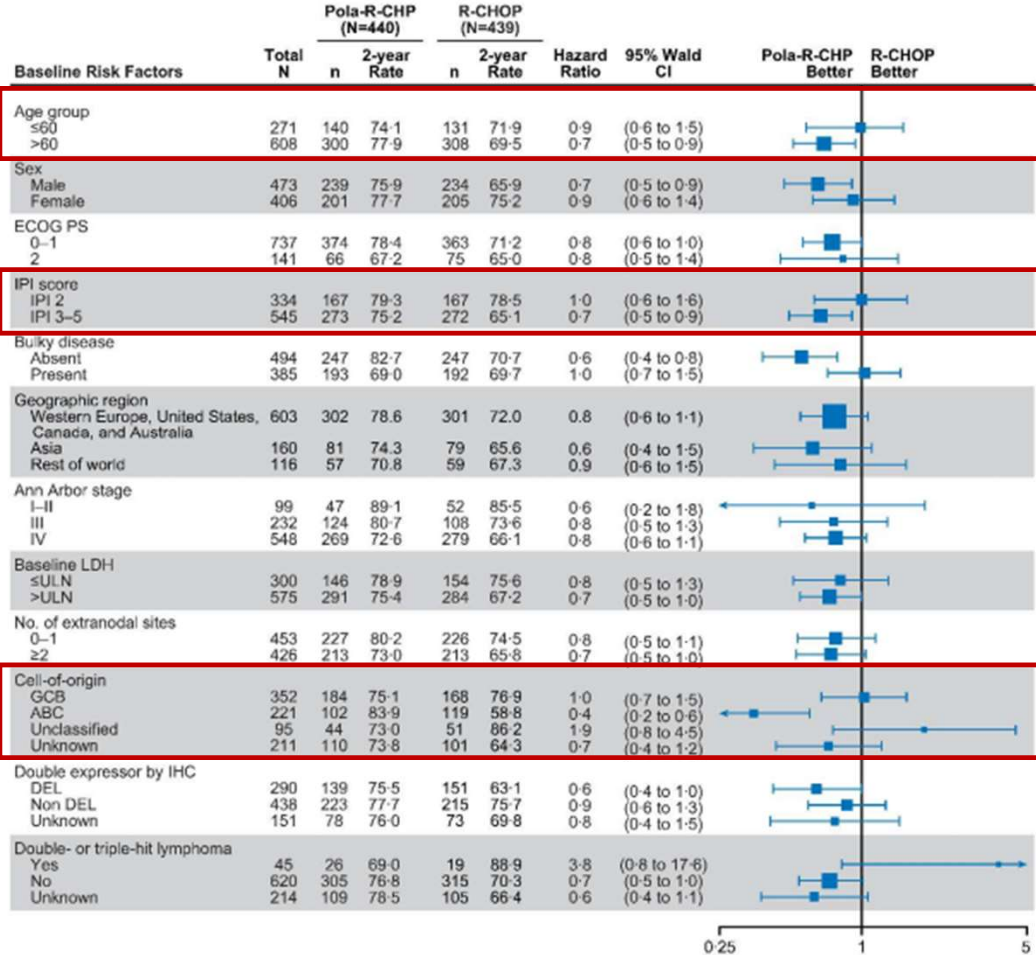 Pola-R-CHP (N=440) R-CHOP (N=439)
Baseline Risk Factors Total N n 2-year Rate n 2-year Rate Hazard Ratio 95% Wald CI Pola-R-CHP Better R-CHOP Better
Age group
≤60 271 140 74·1 131 71·9 0·9 (0·6 to 1·5)
>60 608 300 77·9 308 69·5 0·7 (0·5 to 0·9)
Sex
Male 473 239 75·9 234 65·9 0·7 (0·5 to 0·9)
Female 406 201 77·7 205 75·2 0·9 (0·6 to 1·4)
ECOG PS
0–1 737 374 78·4 363 71·2 0·8 (0·6 to 1·0)
2 141 66 67·2 75 65·0 0·8 (0·5 to 1·4)
IPI score
IPI 2 334 167 79·3 167 78·5 1·0 (0·6 to 1·6)
IPI 3–5 545 273 75·2 272 65·1 0·7 (0·5 to 0·9)
Bulky disease
Absent 494 247 82·7 247 70·7 0·6 (0·4 to 0·8)
Present 385 193 69·0 192 69·7 1·0 (0·7 to 1·5)
Geographic region
Western Europe, United States, 603 302 78·6 301 72·0 0·8 (0·6 to 1·1)
Canada, and Australia
Asia 160 81 74·3 79 65·6 0·6 (0·4 to 1·5)
Rest of world 116 57 70·8 59 67·3 0·9 (0·6 to 1·5)
Ann Arbor stage
I–II 99 47 89·1 52 85·5 0·6 (0·2 to 1·8)
III 232 124 80·7 108 73·6 0·8 (0·5 to 1·3)
IV 548 269 72·6 279 66·1 0·8 (0·6 to 1·1)
Baseline LDH
≤ULN 300 146 78·9 154 75·6 0·8 (0·5 to 1·3)
>ULN 575 291 75·4 284 67·2 0·7 (0·5 to 1·0)
No. of extranodal sites
0–1 453 227 80·2 226 74·5 0·8 (0·5 to 1·1)
≥2 426 213 73·0 213 65·8 0·7 (0·5 to 1·0)
Cell-of-origin
GCB 352 184 75·1 168 76·9 1·0 (0·7 to 1·5)
ABC 221 102 83·9 119 58·8 0·4 (0·2 to 0·6)
Unclassified 95 44 73·0 51 86·2 1·9 (0·8 to 4·5)
Unknown 211 110 73·8 101 64·3 0·7 (0·4 to 1·2)
Double expressor by IHC
DEL 290 139 75·5 151 63·1 0·6 (0·4 to 1·0)
Non DEL 438 223 77·7 215 75·7 0·9 (0·6 to 1·3)
Unknown 151 78 76·0 73 69·8 0·8 (0·4 to 1·5)
Double- or triple-hit lymphoma
Yes 45 26 69·0 19 88·9 3·8 (0·8 to 17·6)
No 620 305 76·8 315 70·3 0·7 (0·5 to 1·0)
Unknown 214 109 78·5 105 66·4 0·6 (0·4 to 1·1)
0·25 1 5